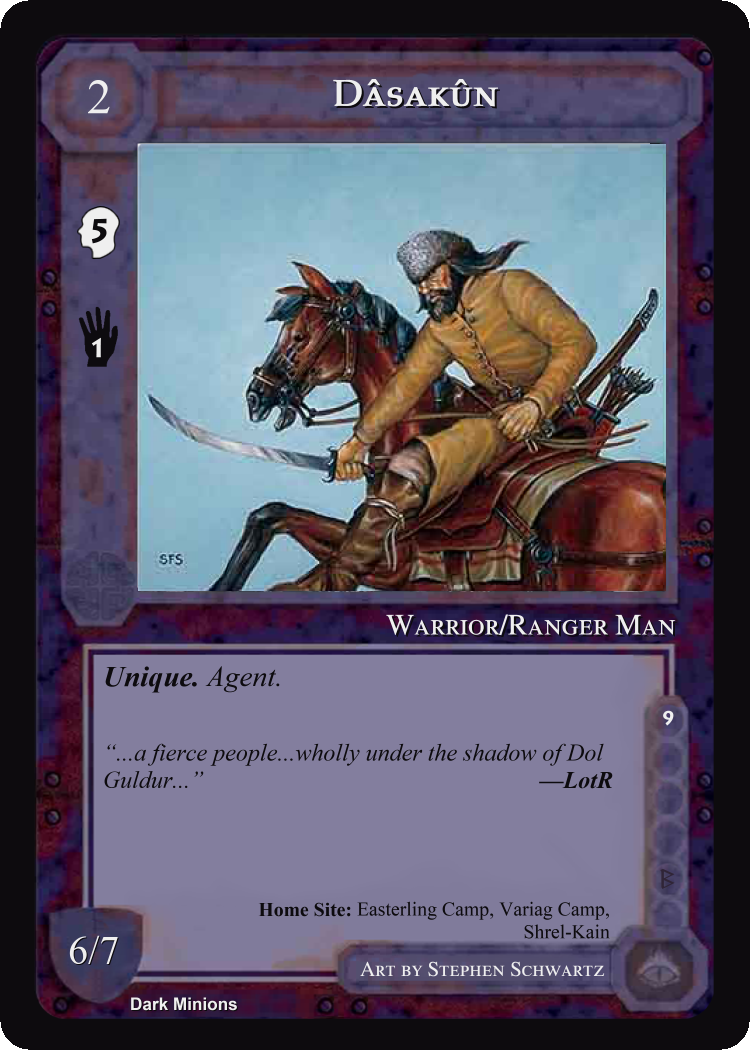 2
Dâsakûn
5
1
SFS
Warrior/Ranger Man
Unique. Agent.
9
“...a fierce people...wholly under the shadow of Dol
Guldur...” —LotR
Home Site: Easterling Camp, Variag Camp,
Shrel-Kain
6/7
Art by Stephen Schwartz
Dark Minions